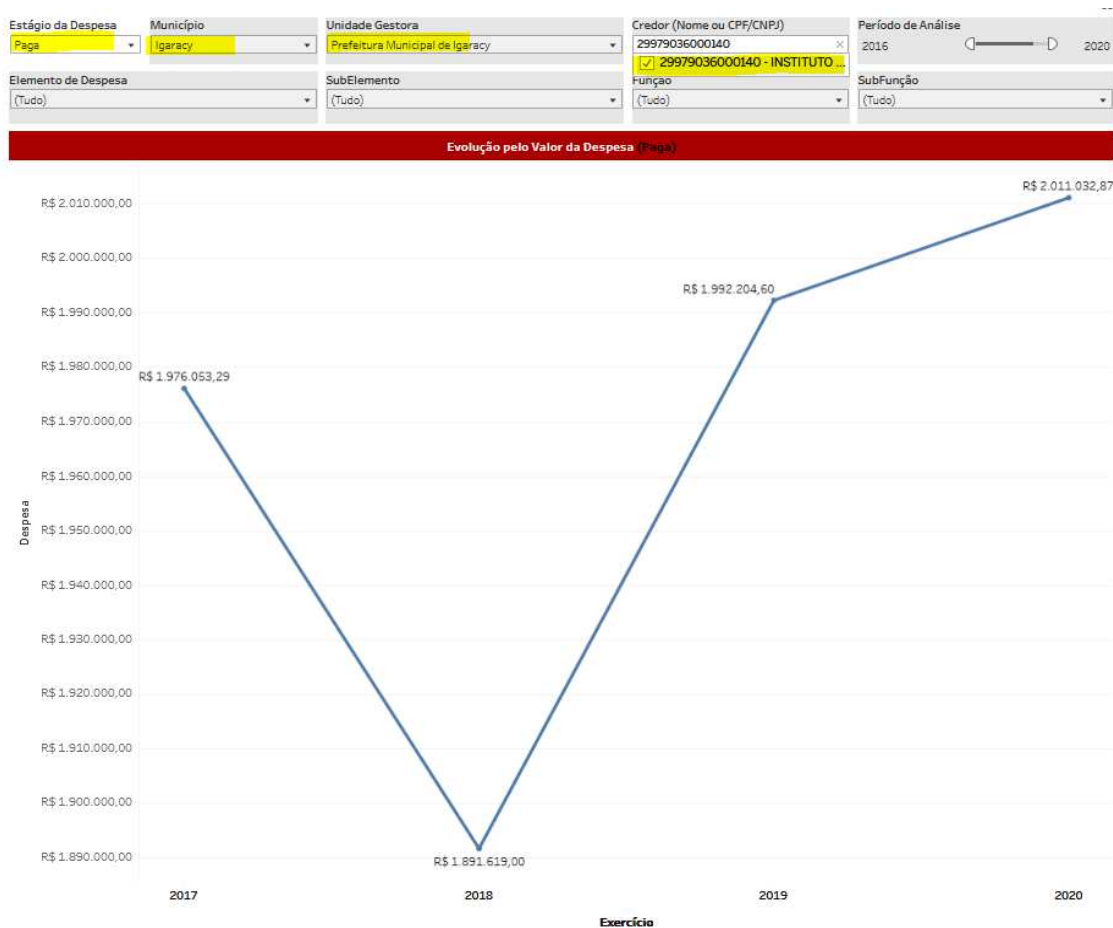 Estágio da Despesa Município Unidade Gestora Credor (Nome ou CPF/CNPJ) Período de Análise
Paga Igaracy Prefeitura Municipal de Igaracy 29979036000140 2016 2020
29979036000140 - INSTITUTO ...
Elemento de Despesa SubElemento Função SubFunção
(Tudo) (Tudo) (Tudo) (Tudo)
Evolução pelo Valor da Despesa (Paga)
R$ 2.011.032,87
R$ 2.010.000,00
R$ 2.000.000,00
R$ 1.992.204,60
R$ 1.990.000,00
R$ 1.980.000,00
R$ 1.976.053,29
R$ 1.970.000,00
R$ 1.960.000,00
R$ 1.950.000,00
R$ 1.940.000,00
R$ 1.930.000,00
R$ 1.920.000,00
R$ 1.910.000,00
R$ 1.900.000,00
R$ 1.890.000,00
R$ 1.891.619,00
Despesa
2017 2018 2019 2020
Exercício